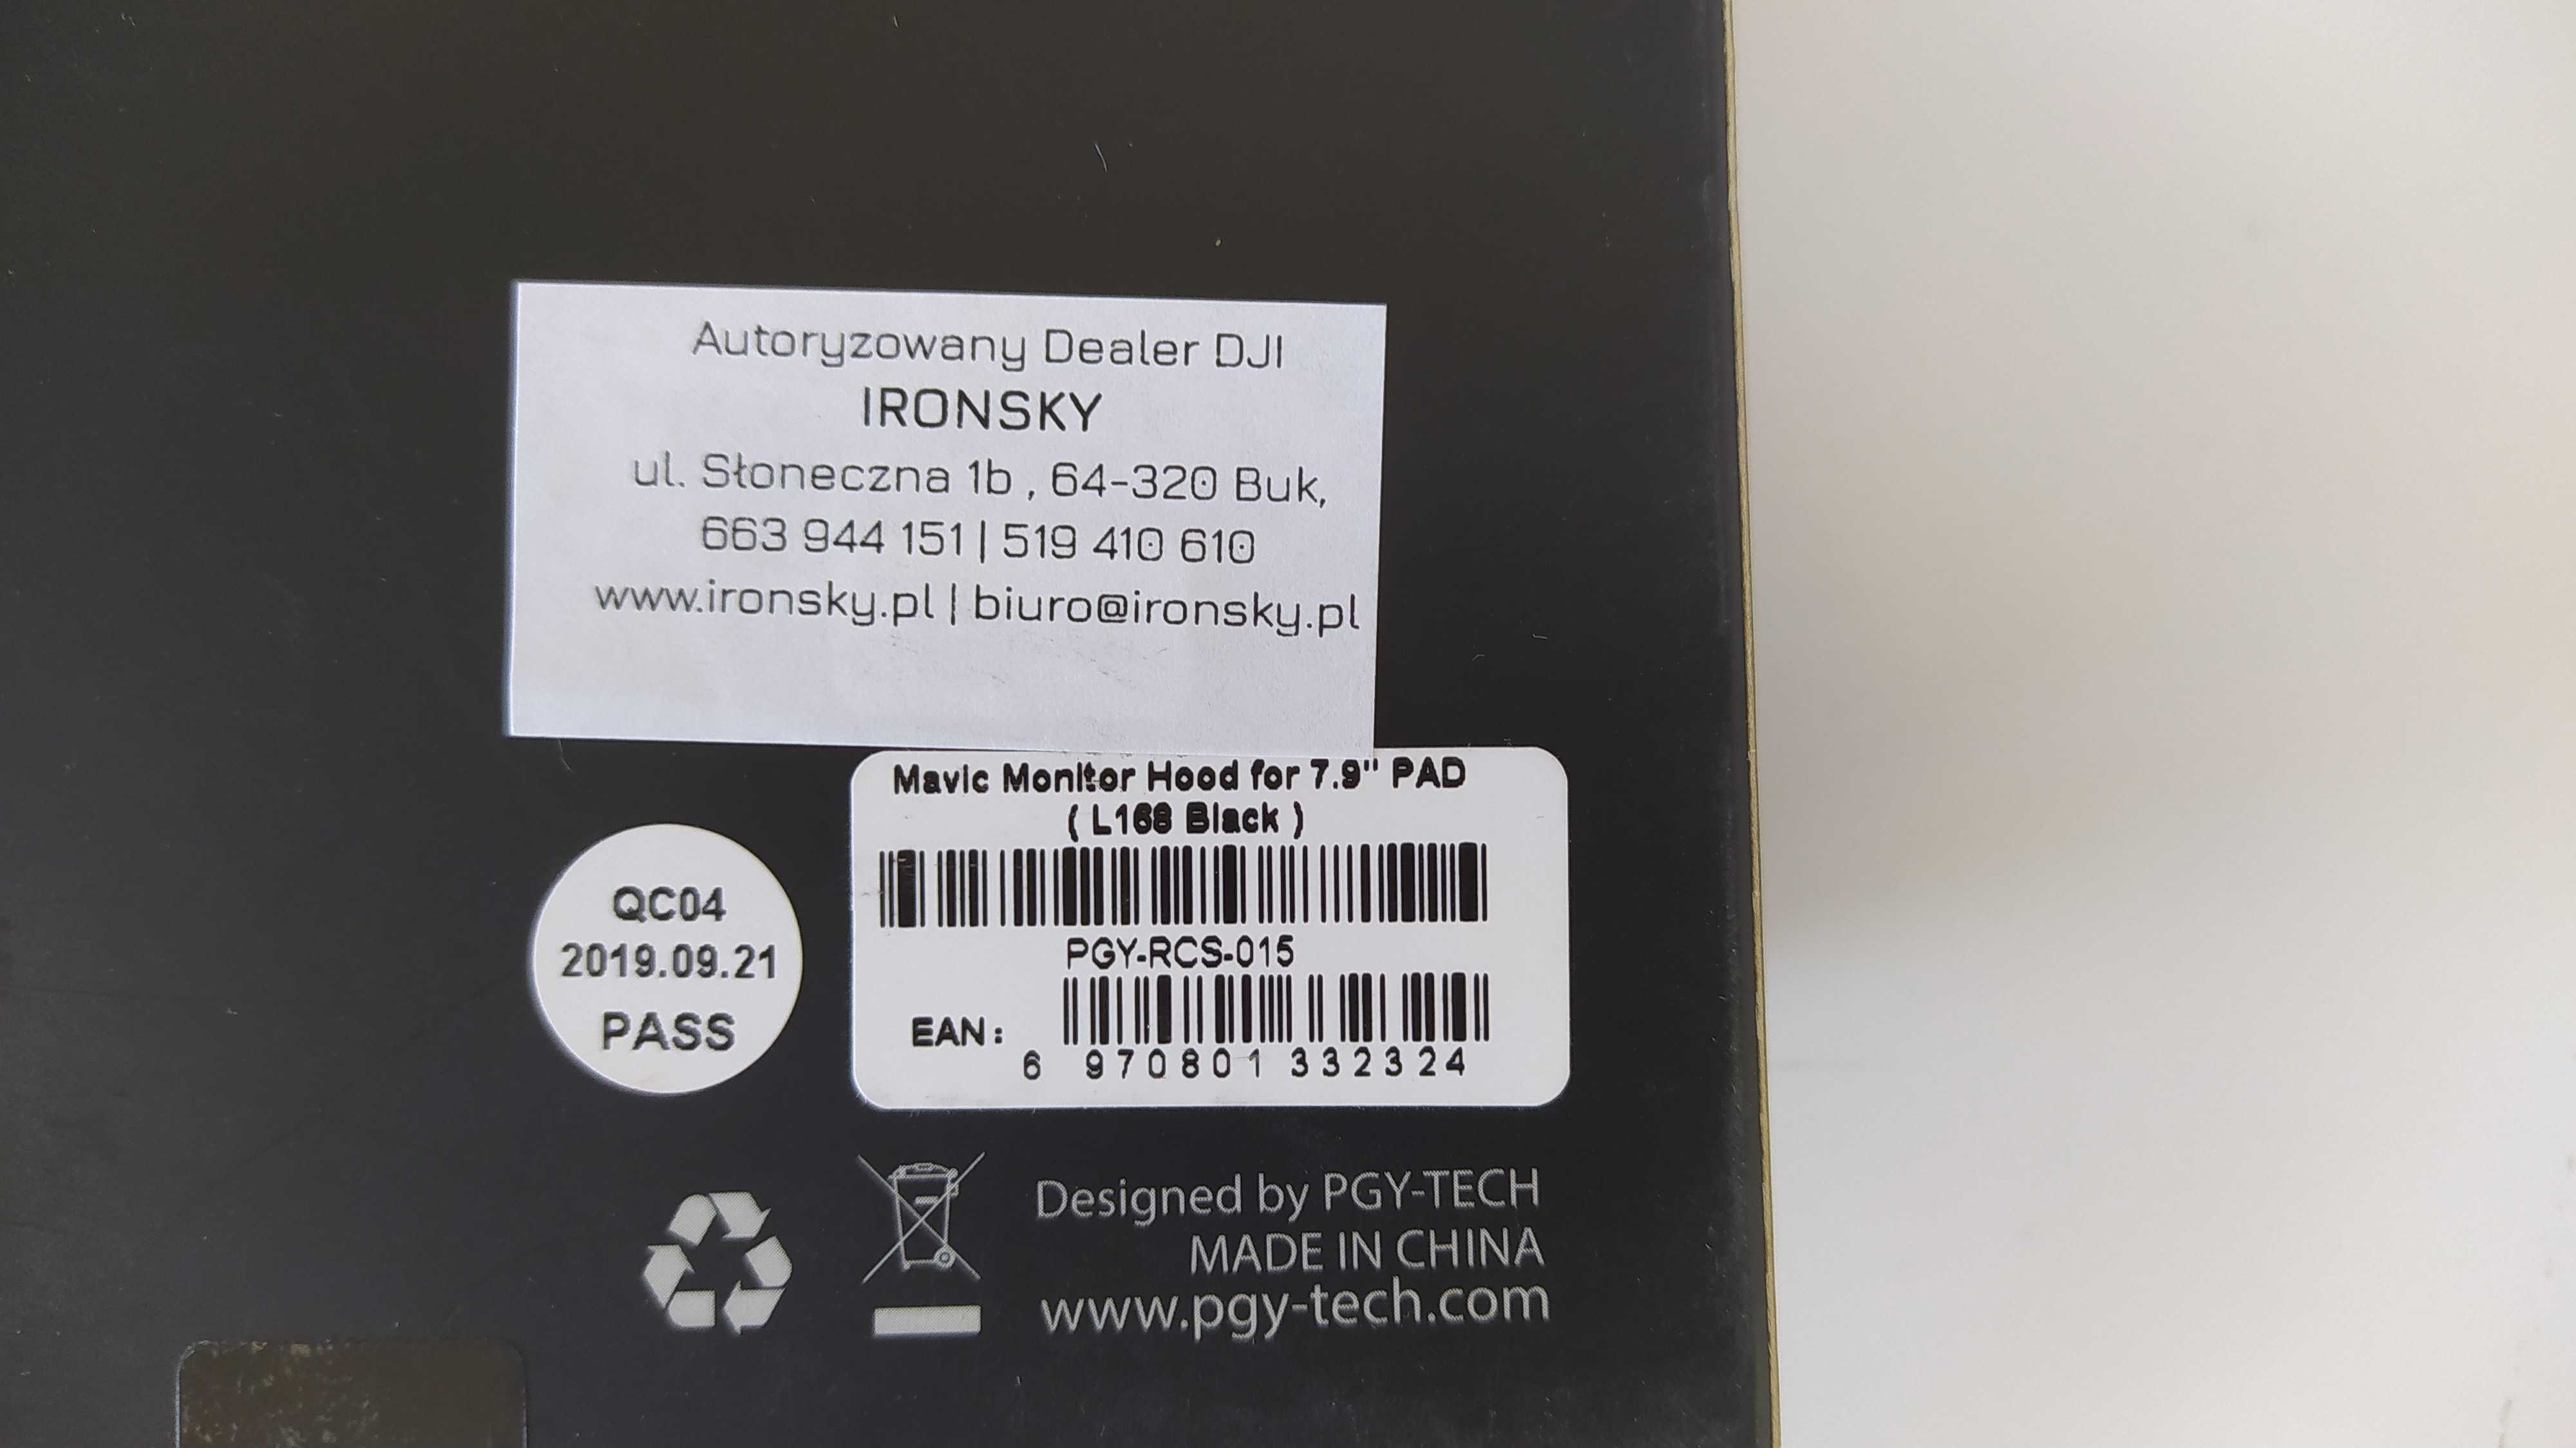 Autoryzowany Dealer DJI
IRONSKY
ul. Słoneczna 1b , 64-320 Buk,
663 944 151 | 519 410 610
www.ironsky.pl | biuro@ironsky.pl
Mavic Monitor Hood for 7.9" PAD
( L168 Black )
PGY-RCS-015
EAN :
6 970801 332324
QC04
2019.09.21
PASS
Designed by PGY-TECH
MADE IN CHINA
www.pgy-tech.com